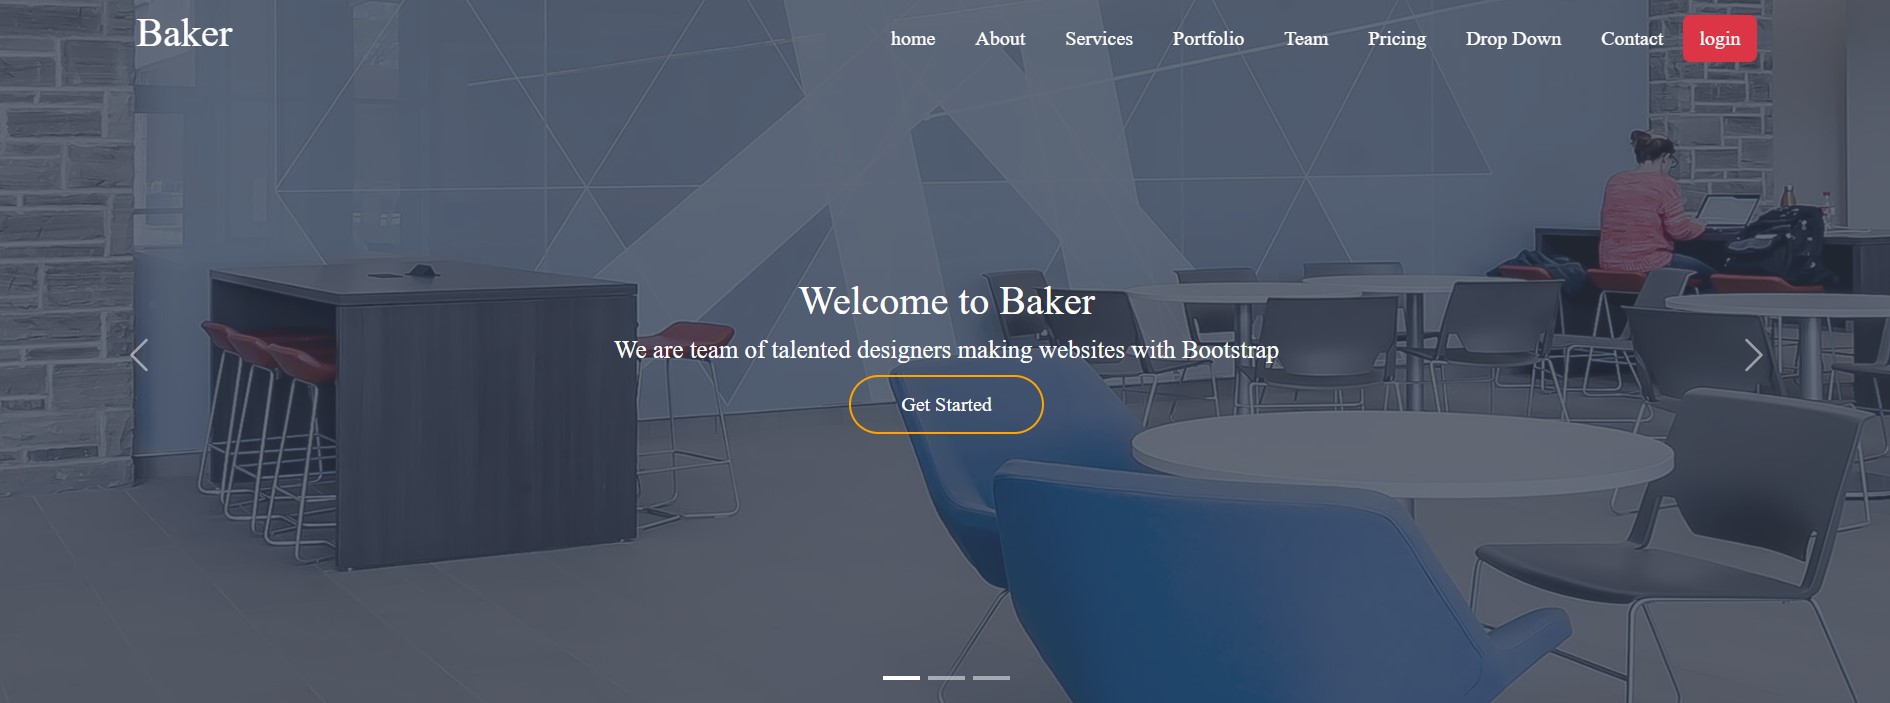 Baker
home About Services Portfolio Team Pricing Drop Down Contact login
Welcome to Baker
We are team of talented designers making websites with Bootstrap
Get Started